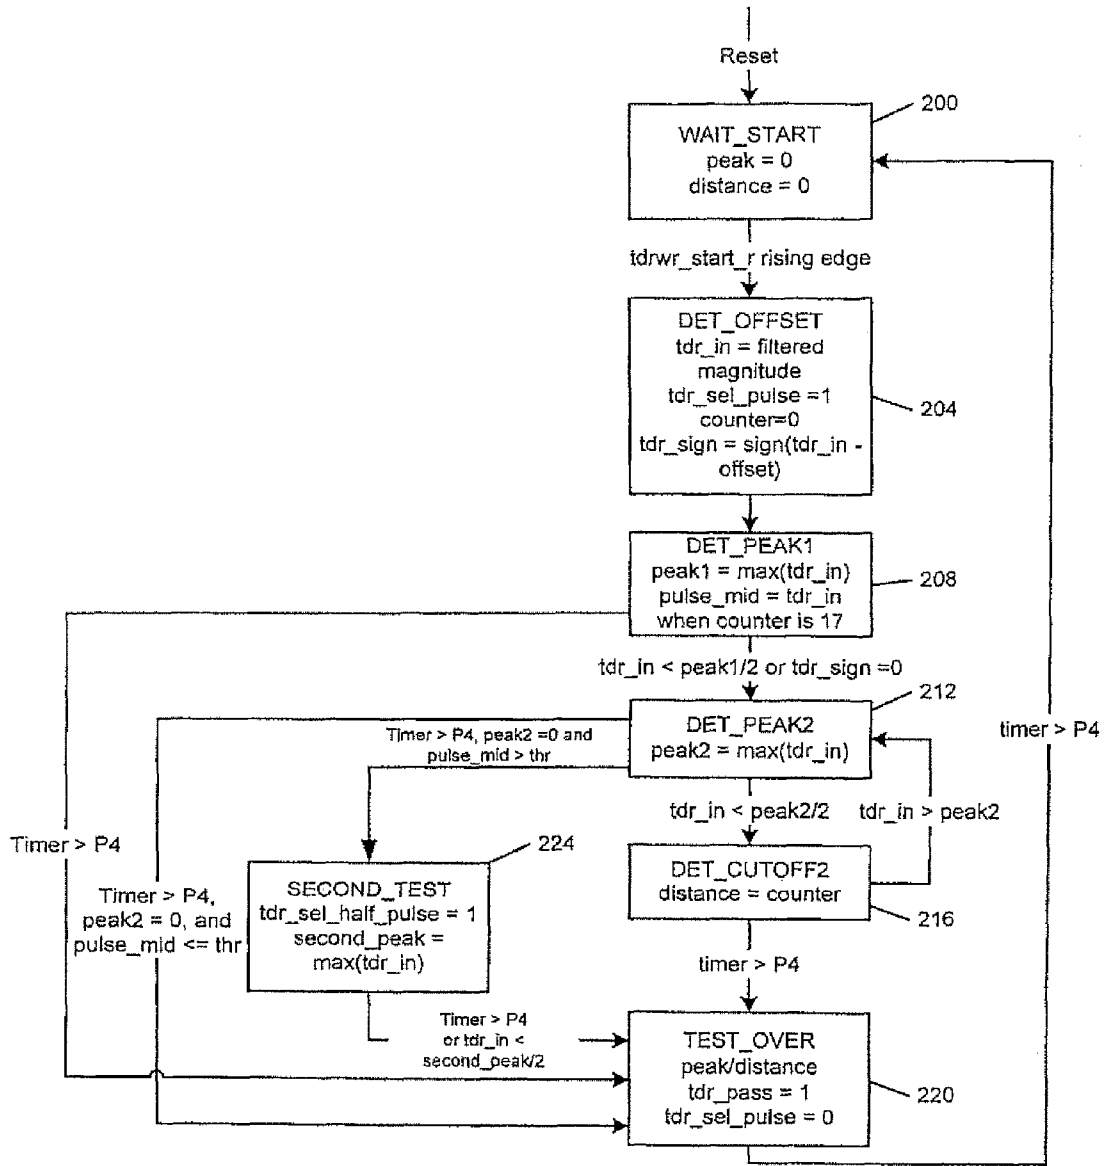 Reset
200
WAIT_START
peak = 0
distance = 0
tdrwr_start_r rising edge
DET_OFFSET
tdr_in = filtered
magnitude
tdr_sel_pulse =1
counter=0
tdr_sign = sign(tdr_in -
offset)
204
DET_PEAK1
peak1 = max(tdr_in)
pulse_mid = tdr_in
when counter is 17
208
tdr_in < peak1/2 or tdr_sign =0
212
DET_PEAK2
peak2 = max(tdr_in)
Timer > P4, peak2 =0 and
pulse_mid > thr
timer > P4
tdr_in < peak2/2
tdr_in > peak2
Timer > P4
224
DET_CUTOFF2
distance = counter
216
SECOND_TEST
tdr_sel_half_pulse = 1
second_peak =
max(tdr_in)
Timer > P4,
peak2 = 0, and
pulse_mid <= thr
timer > P4
Timer > P4
or tdr_in <
second_peak/2
TEST_OVER
peak/distance
tdr_pass = 1
tdr_sel_pulse = 0
220